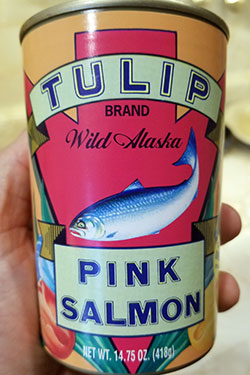 TULIP
BRAND
Wild Alaska
PINK
SALMON
NET WT. 14.75 OZ. (418g)